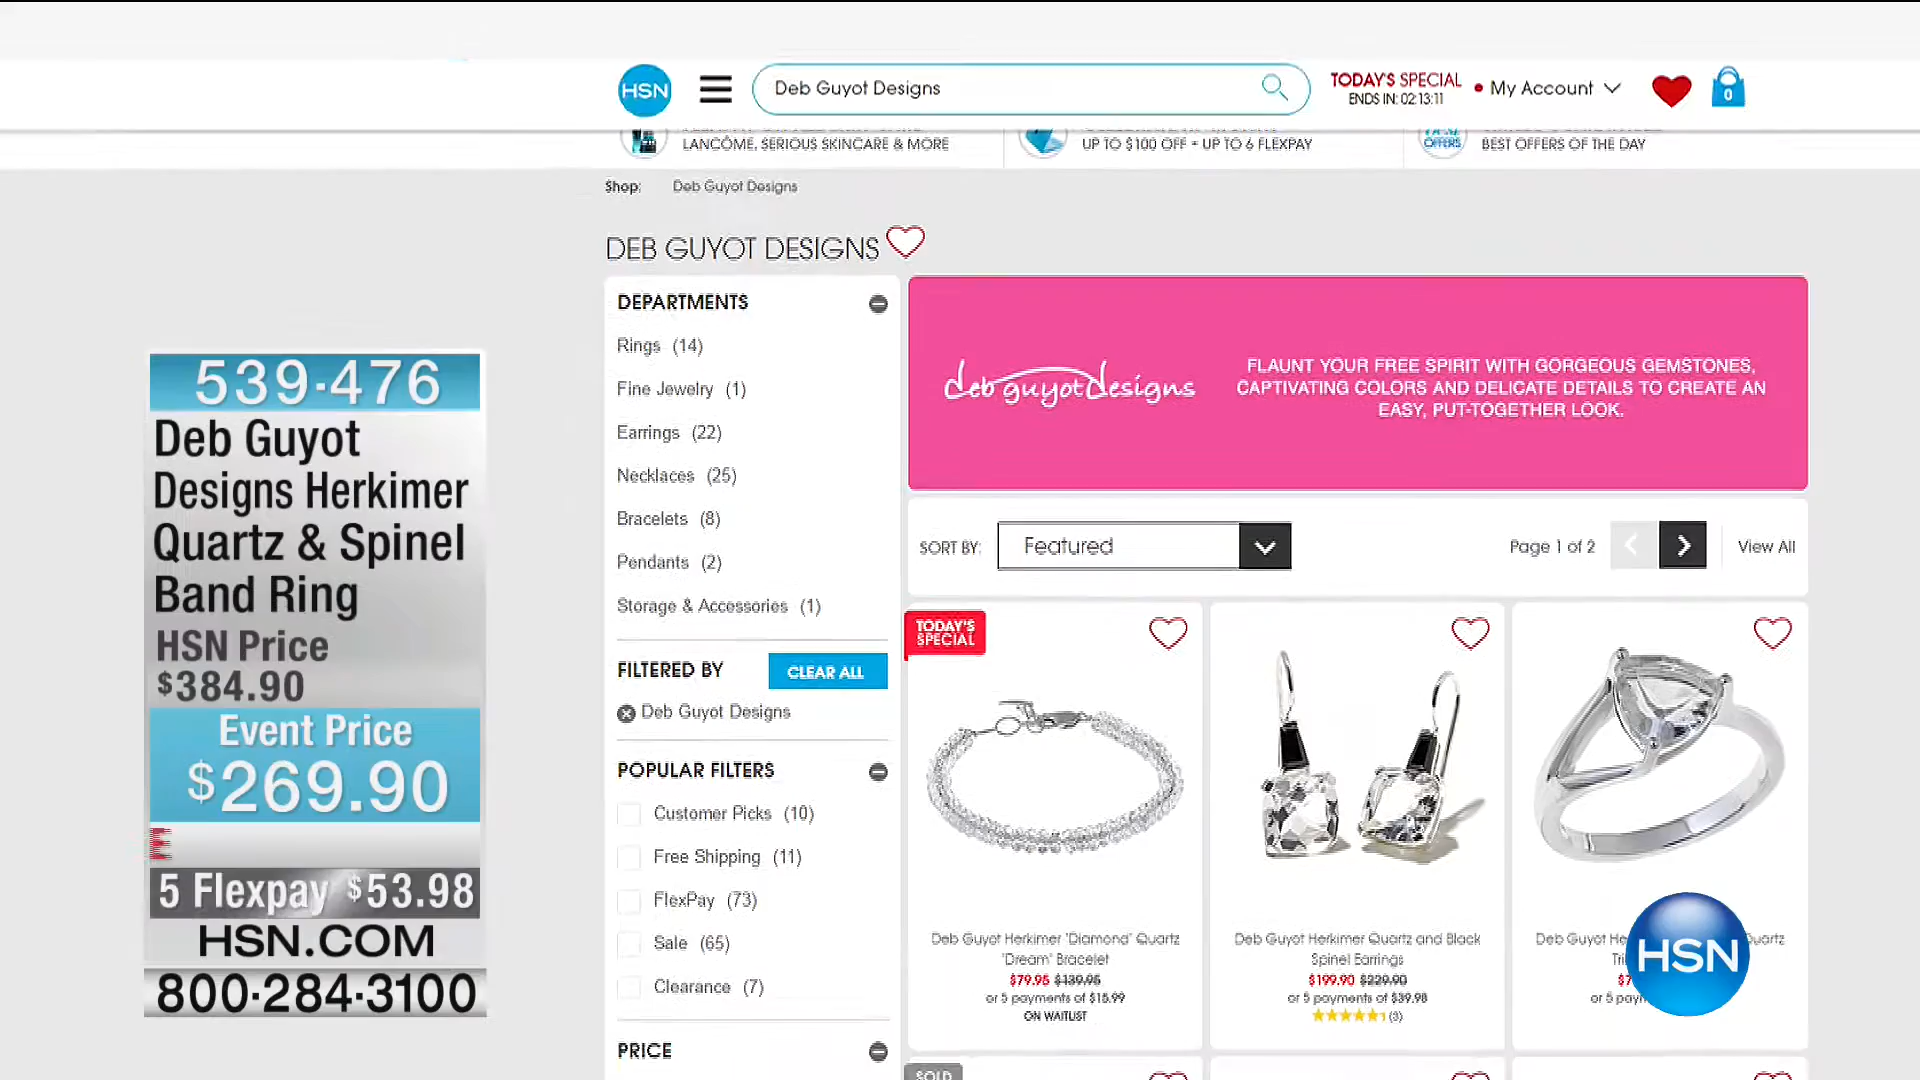 HSN
Deb Guyot Designs
TODAY'S SPECIAL
ENDS IN: 02:13:11
My Account
0
LANCÔME, SERIOUS SKINCARE & MORE
UP TO $100 OFF + UP TO 6 FLEXPAY
OFFERS
BEST OFFERS OF THE DAY
Shop:
Deb Guyot Designs
DEB GUYOT DESIGNS
539-476
Deb Guyot
Designs Herkimer
Quartz & Spinel
Band Ring
HSN Price
$384.90
Event Price
$269.90
E
5 Flexpay $53.98
HSN.COM
800·284·3100
DEPARTMENTS
Rings (14)
Fine Jewelry (1)
Earrings (22)
Necklaces (25)
Bracelets (8)
Pendants (2)
Storage & Accessories (1)
FILTERED BY
CLEAR ALL
Deb Guyot Designs
POPULAR FILTERS
Customer Picks (10)
Free Shipping (11)
FlexPay (73)
Sale (65)
Clearance (7)
PRICE
deb guyot designs
FLAUNT YOUR FREE SPIRIT WITH GORGEOUS GEMSTONES,
CAPTIVATING COLORS AND DELICATE DETAILS TO CREATE AN
EASY, PUT-TOGETHER LOOK.
SORT BY:
Featured
Page 1 of 2
View All
TODAY'S
SPECIAL
Deb Guyot Herkimer "Diamond" Quartz
"Dream" Bracelet
$79.95 $139.95
or 5 payments of $15.99
ON WAITLIST
Deb Guyot Herkimer Quartz and Black
Spinel Earrings
$199.90 $229.90
or 5 payments of $39.98
(3)
Deb Guyot
or 5
HSN
SOLD